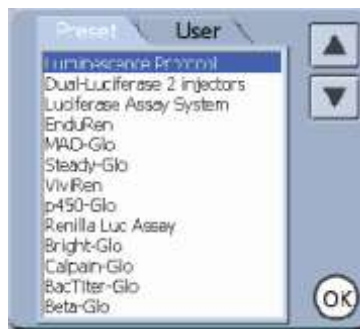 Preset User
Luminescence Protocol
Dual-Luciferase 2 injectors
Luciferase Assay System
EnduRen
MAD-Glo
Steady-Glo
ViviRen
p450-Glo
Renilla Luc Assay
Bright-Glo
Calpain-Glo
BacTiter-Glo
Beta-Glo
OK